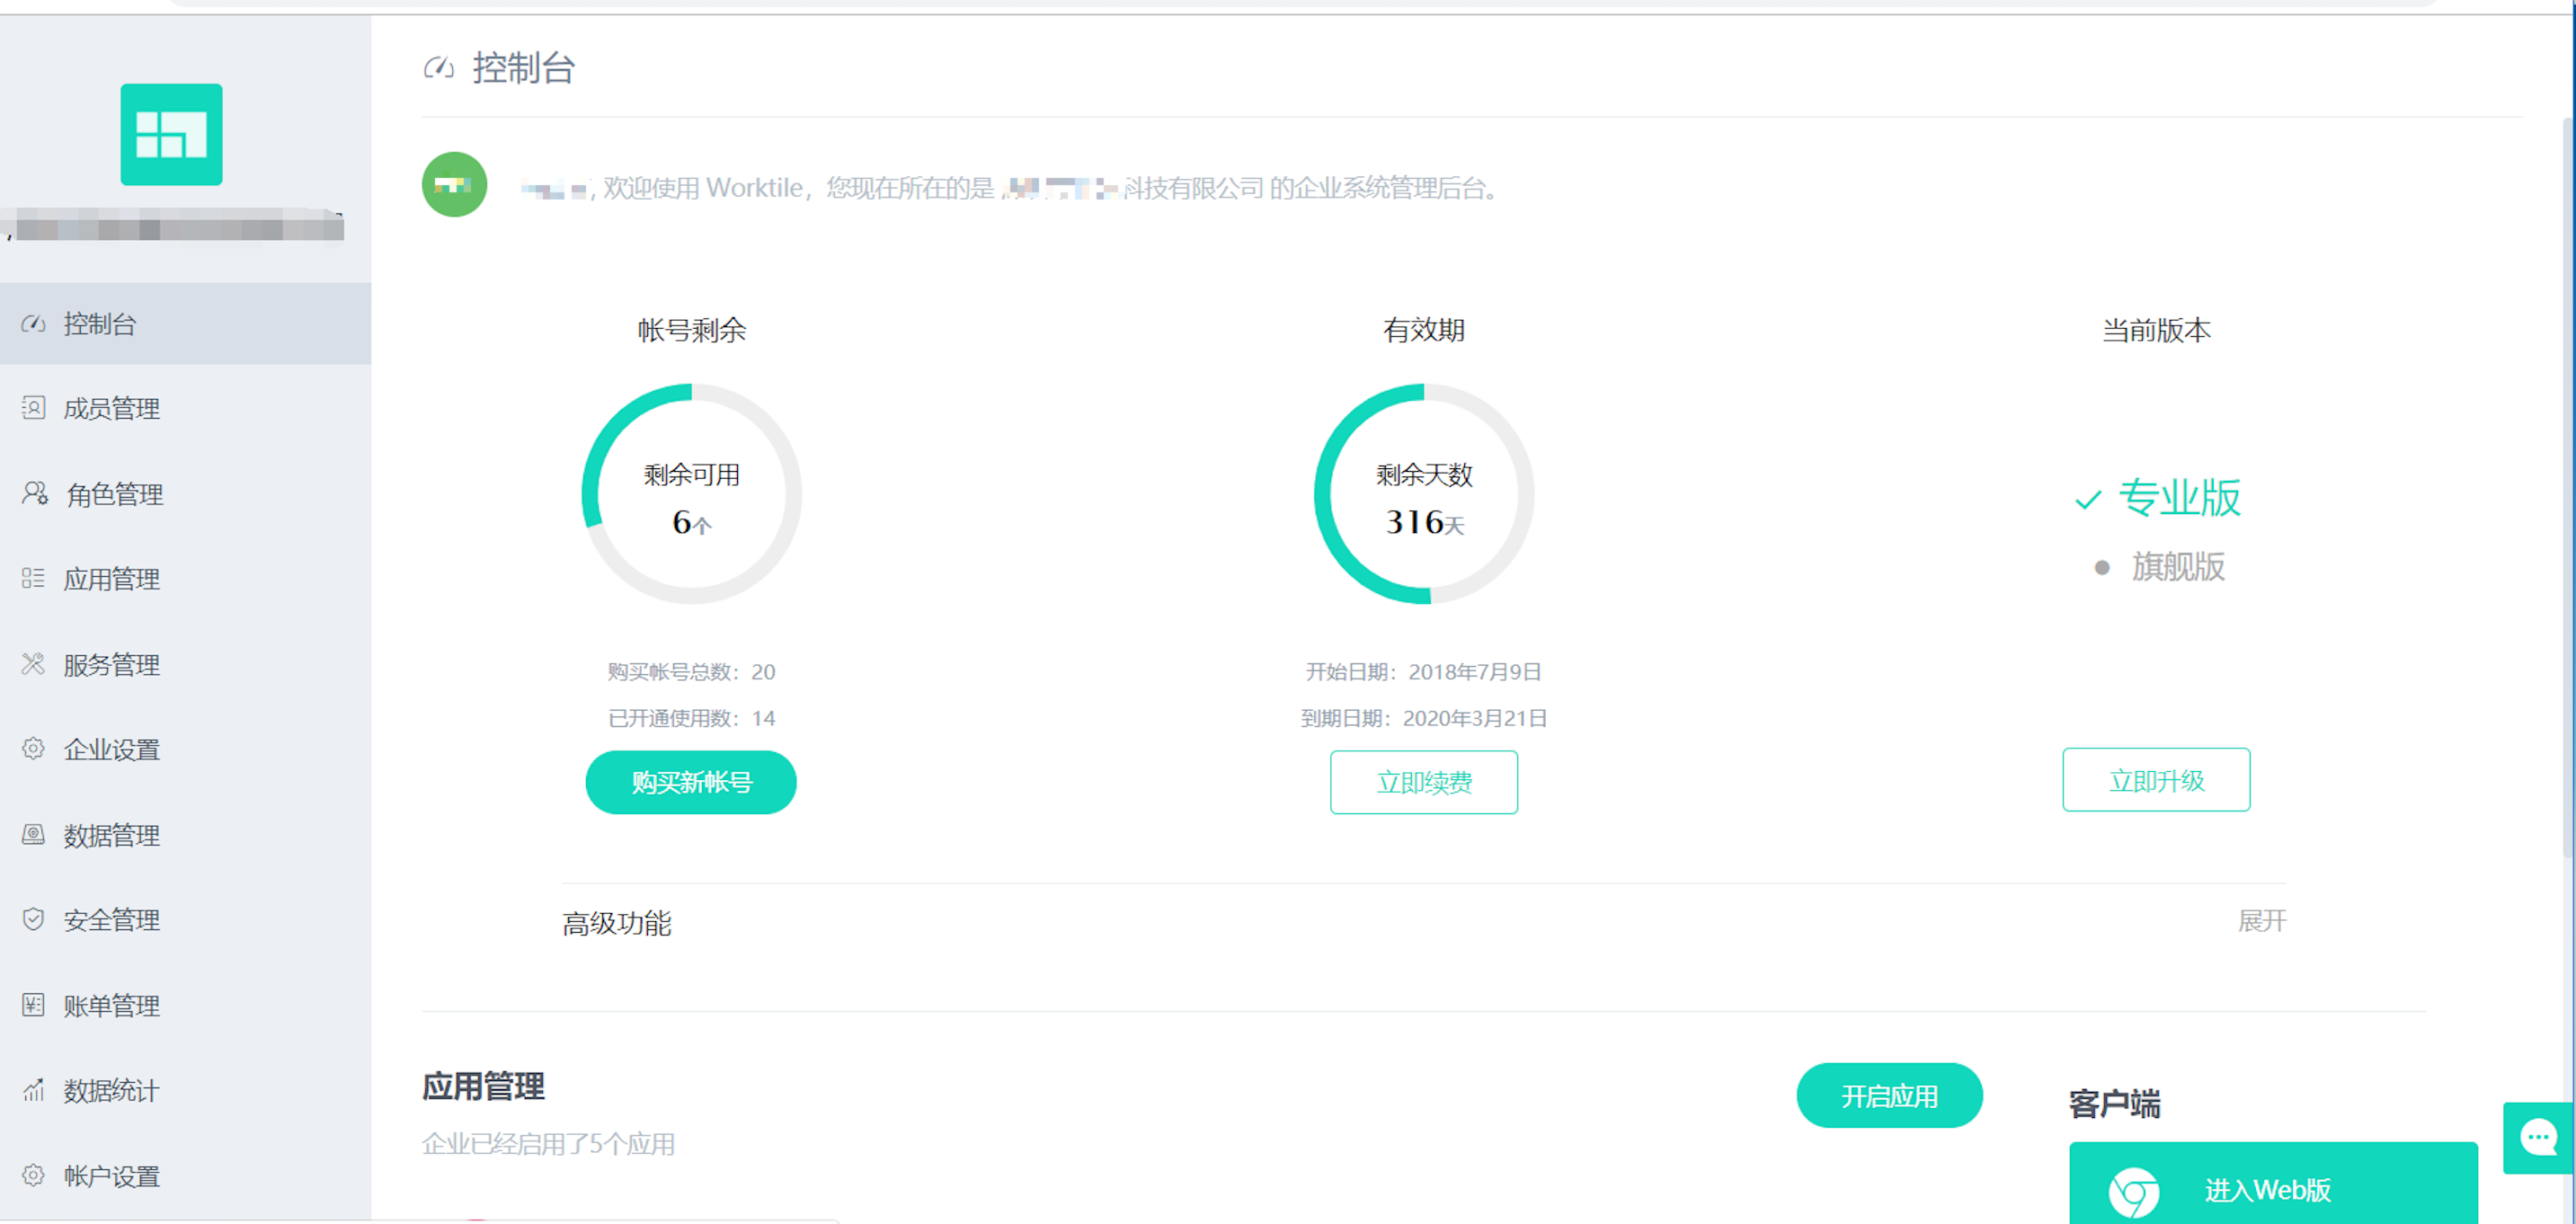 控制台
成员管理
角色管理
应用管理
服务管理
企业设置
数据管理
安全管理
账单管理
数据统计
帐户设置
控制台
, 欢迎使用 Worktile，您现在所在的是
科技有限公司 的企业系统管理后台。
帐号剩余
剩余可用
6个
购买帐号总数：20
已开通使用数：14
购买新帐号
有效期
剩余天数
316天
开始日期：2018年7月9日
到期日期：2020年3月21日
立即续费
当前版本
专业版
旗舰版
立即升级
高级功能
展开
应用管理
企业已经启用了5个应用
开启应用
客户端
进入Web版